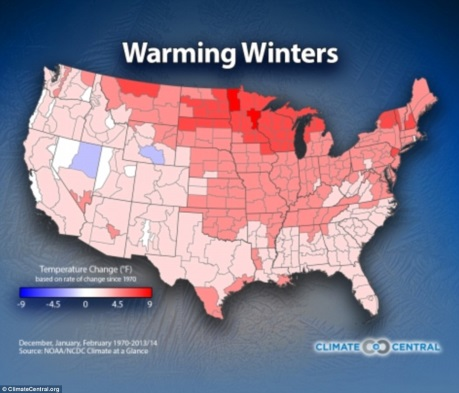 Warming Winters
Temperature Change (°F)
based on rate of change since 1970
-9 -4.5 0 4.5 9
December, January, February 1970-2013/14
Source: NOAA/NCDC Climate at a Glance
CLIMATE CENTRAL
© ClimateCentral.org